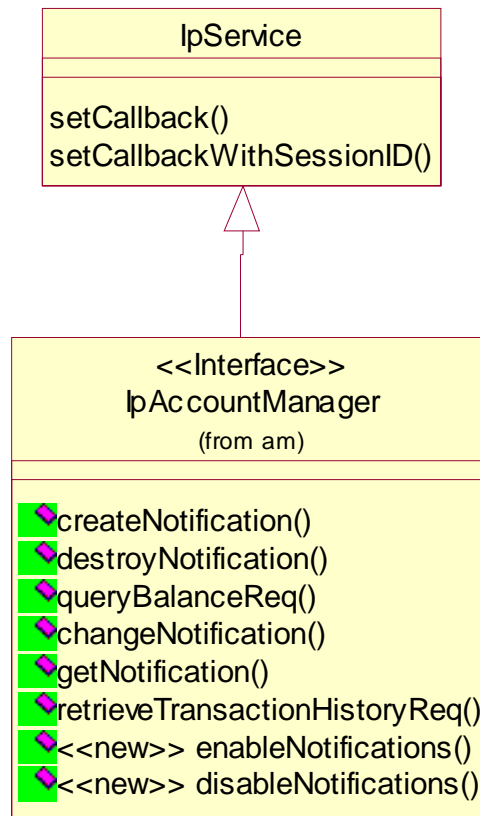 IpService
setCallback()
setCallbackWithSessionID()
<<Interface>>
IpAccountManager
(from am)
createNotification()
destroyNotification()
queryBalanceReq()
changeNotification()
getNotification()
retrieveTransactionHistoryReq()
<<new>> enableNotifications()
<<new>> disableNotifications()